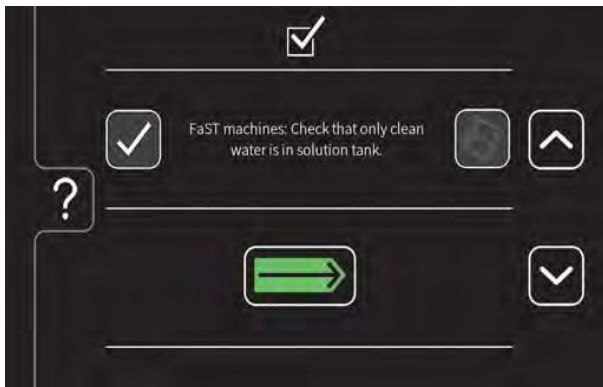 FaST machines: Check that only clean
water is in solution tank.
?